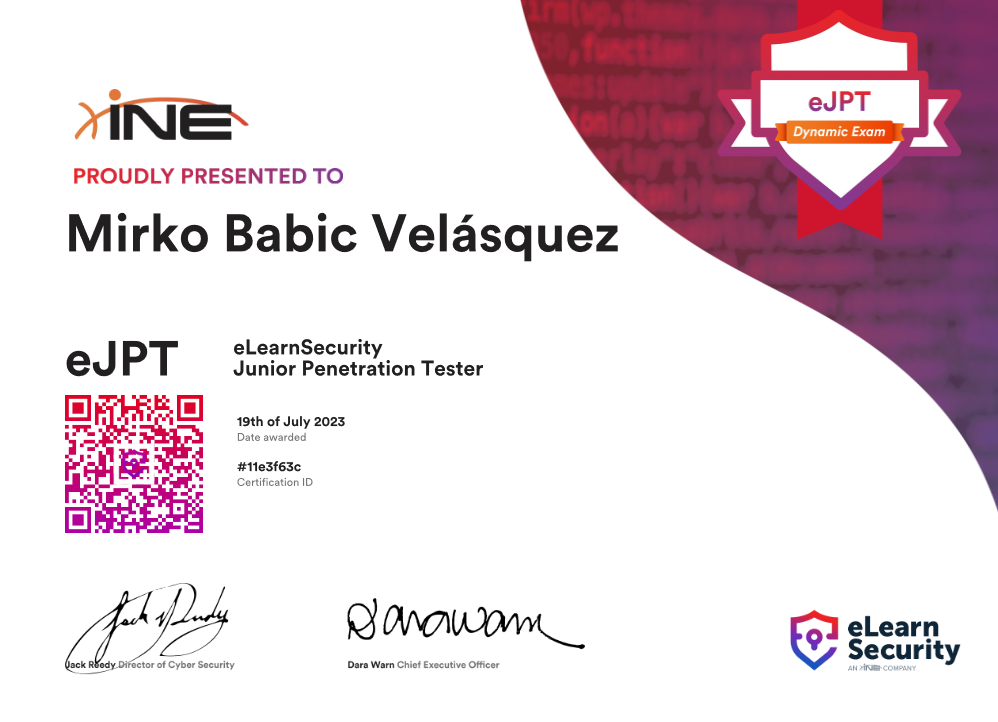 eJPT
Dynamic Exam
iNE
PROUDLY PRESENTED TO
Mirko Babic Velásquez
eJPT
eLearnSecurity
Junior Penetration Tester
19th of July 2023
Date awarded
#11e3f63c
Certification ID
Jack Reedy Director of Cyber Security
Dara Warn Chief Executive Officer
eLearn
Security
AN iNE COMPANY